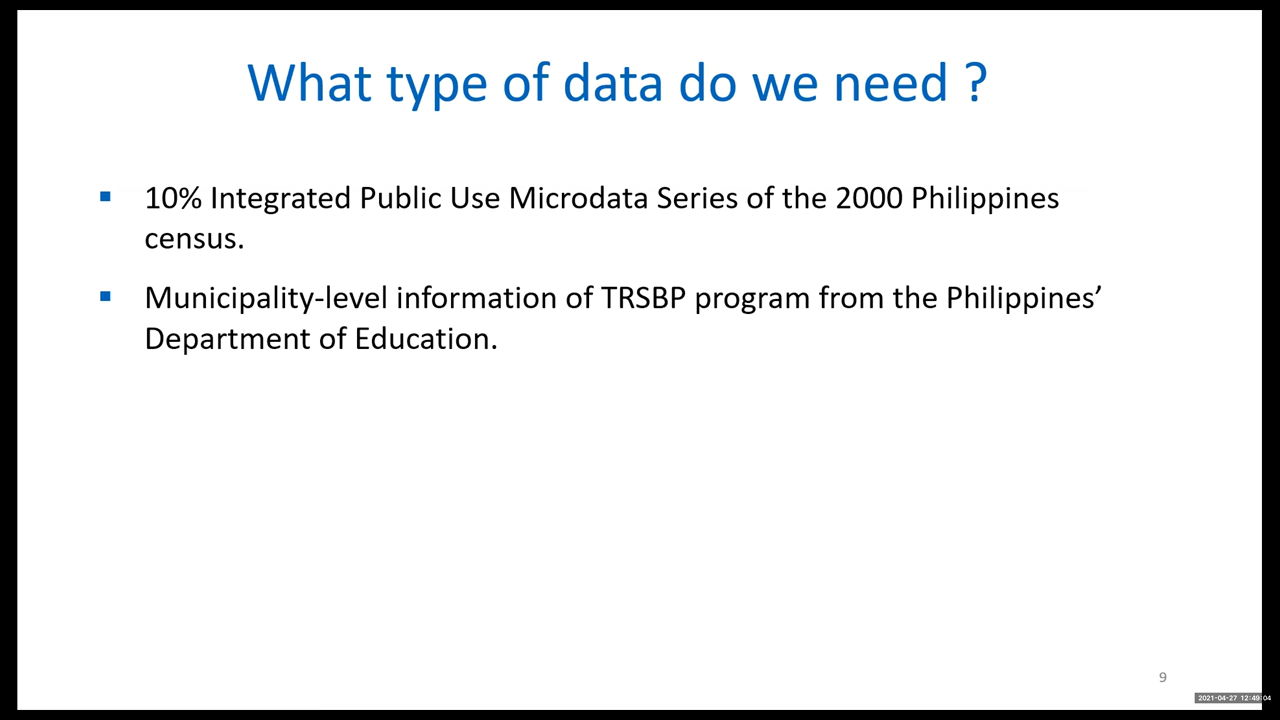 What type of data do we need ?
▪ 10% Integrated Public Use Microdata Series of the 2000 Philippines
census.
▪ Municipality-level information of TRSBP program from the Philippines’
Department of Education.
9
2021-04-27 12:49:04